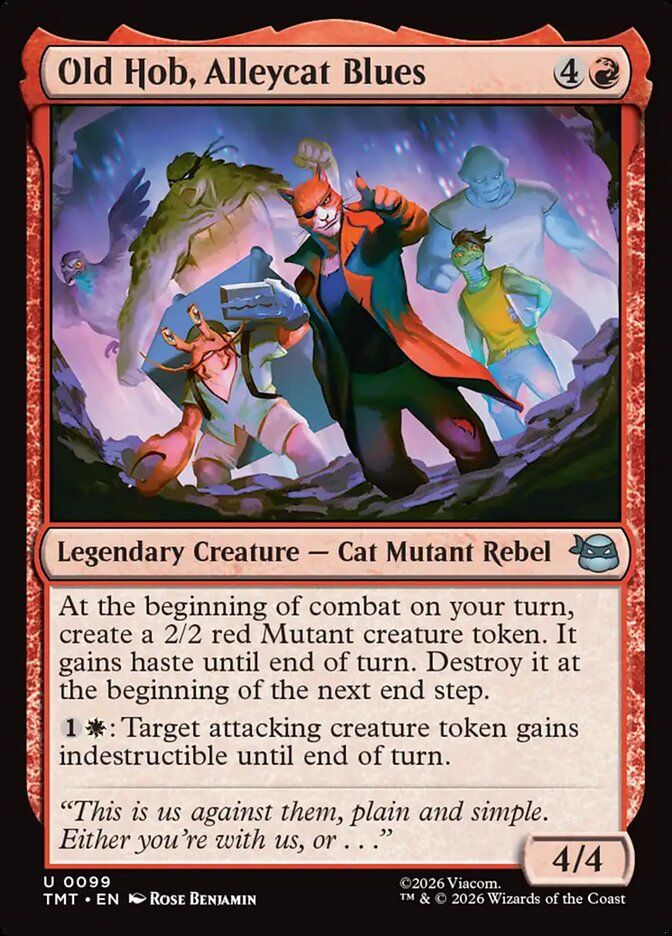 Old Hob, Alleycat Blues 4
Legendary Creature — Cat Mutant Rebel
At the beginning of combat on your turn,
create a 2/2 red Mutant creature token. It
gains haste until end of turn. Destroy it at
the beginning of the next end step.
1 : Target attacking creature token gains
indestructible until end of turn.
“This is us against them, plain and simple.
Either you’re with us, or . . .”
4/4
U 0099
TMT • EN Rose Benjamin
©2026 Viacom.
™ & © 2026 Wizards of the Coast